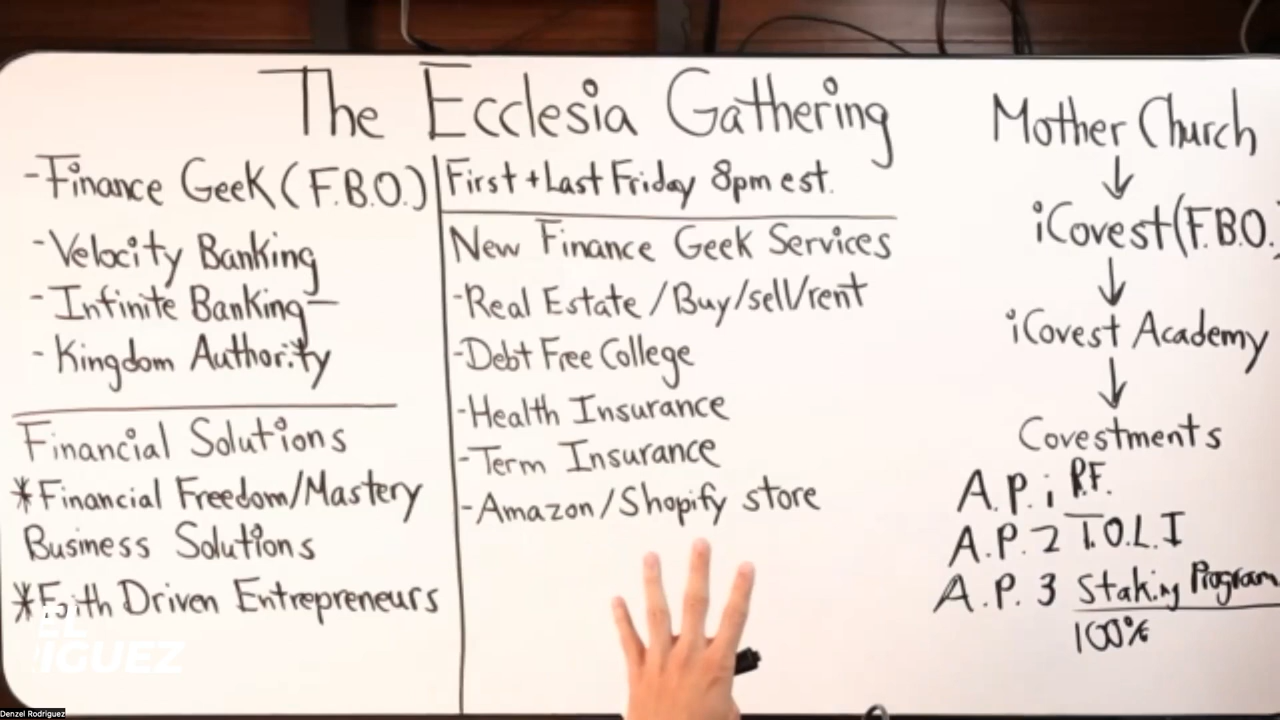 The Ecclesia Gathering
-Finance Geek (F.B.O.)
-Velocity Banking
-Infinite Banking-
-Kingdom Authority
Financial Solutions
*Financial Freedom/Mastery
Business Solutions
*Faith Driven Entrepreneurs
First + Last Friday 8pm est.
New Finance Geek Services
-Real Estate /Buy/sell/rent
-Debt Free College
-Health Insurance
-Term Insurance
-Amazon/Shopify store
Mother Church
↓
iCovest (F.B.O.)
↓
iCovest Academy
↓
Covestments
A.P. 1 P.F.
A.P. 2 T.O.L.I
A.P. 3 Staking Program
100%
EL
IGUEZ
Denzel Rodriguez